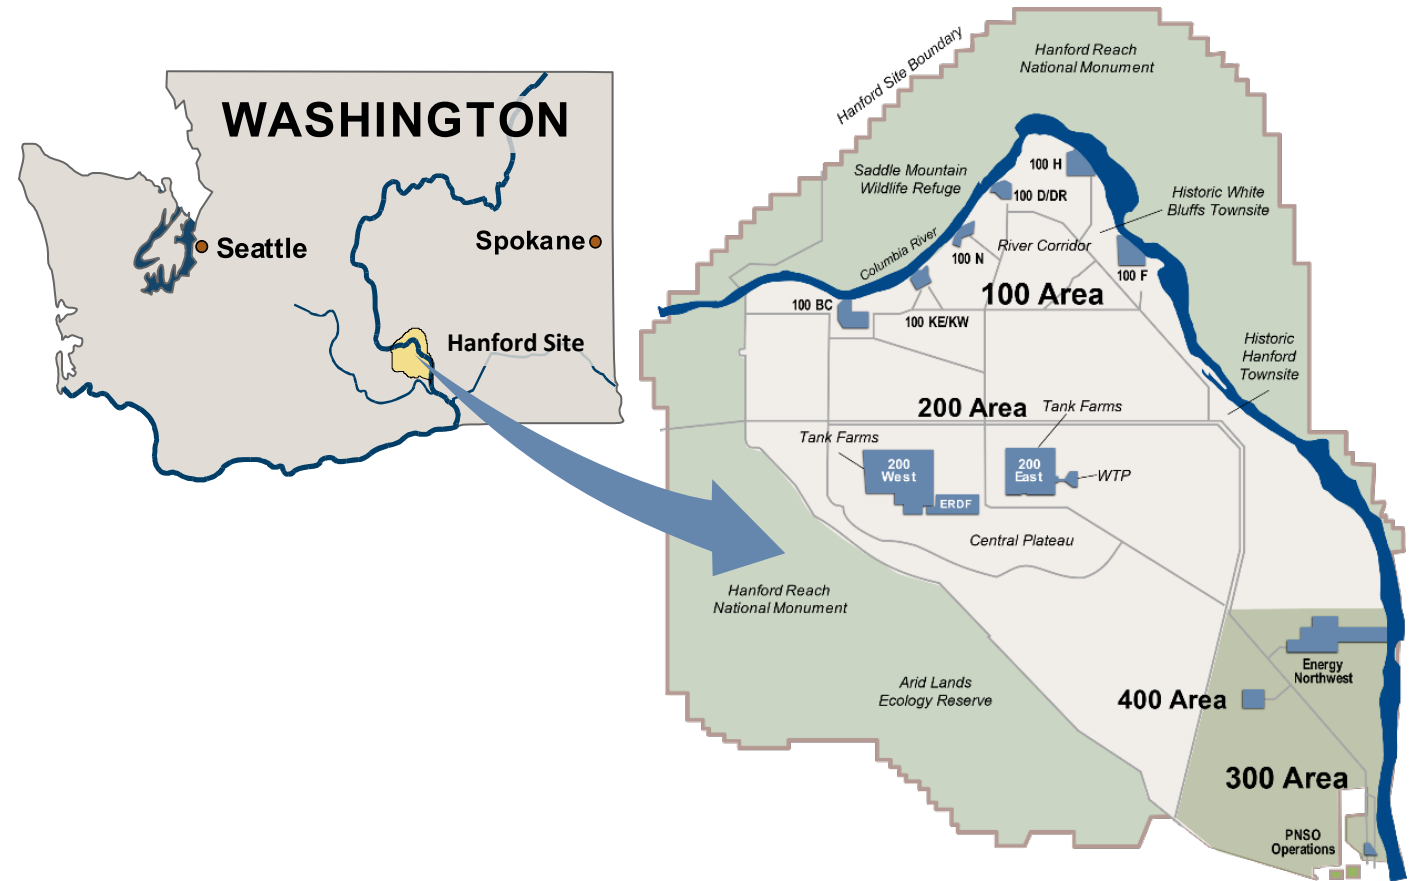 WASHINGTON
Seattle
Spokane
Hanford Site
Hanford Site Boundary
Hanford Reach
National Monument
Saddle Mountain
Wildlife Refuge
100 H
100 D/DR
Historic White
Bluffs Townsite
Columbia River
100 N
River Corridor
100 F
100 BC
100 KE/KW
100 Area
Historic
Hanford
Townsite
200 Area
Tank Farms
Tank Farms
200
West
200
East
WTP
ERDF
Central Plateau
Hanford Reach
National Monument
Arid Lands
Ecology Reserve
Energy
Northwest
400 Area
300 Area
PNSO
Operations